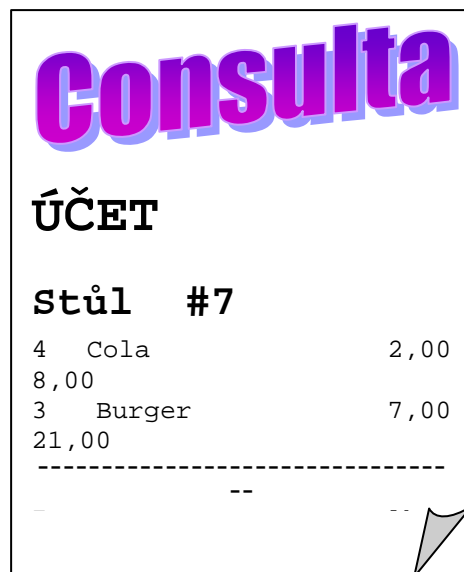 Consulta
ÚČET
Stůl #7
4 Cola 2,00
8,00
3 Burger 7,00
21,00
--------------------------------
--